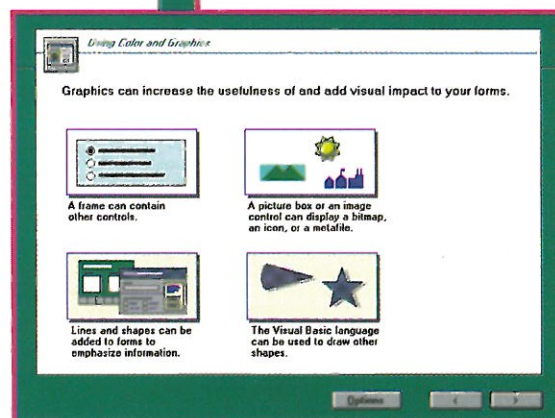 Using Color and Graphics
Graphics can increase the usefulness of and add visual impact to your forms.
A frame can contain
other controls.
A picture box or an image
control can display a bitmap,
an icon, or a metafile.
Lines and shapes can be
added to forms to
emphasize information.
The Visual Basic language
can be used to draw other
shapes.
Options
< >